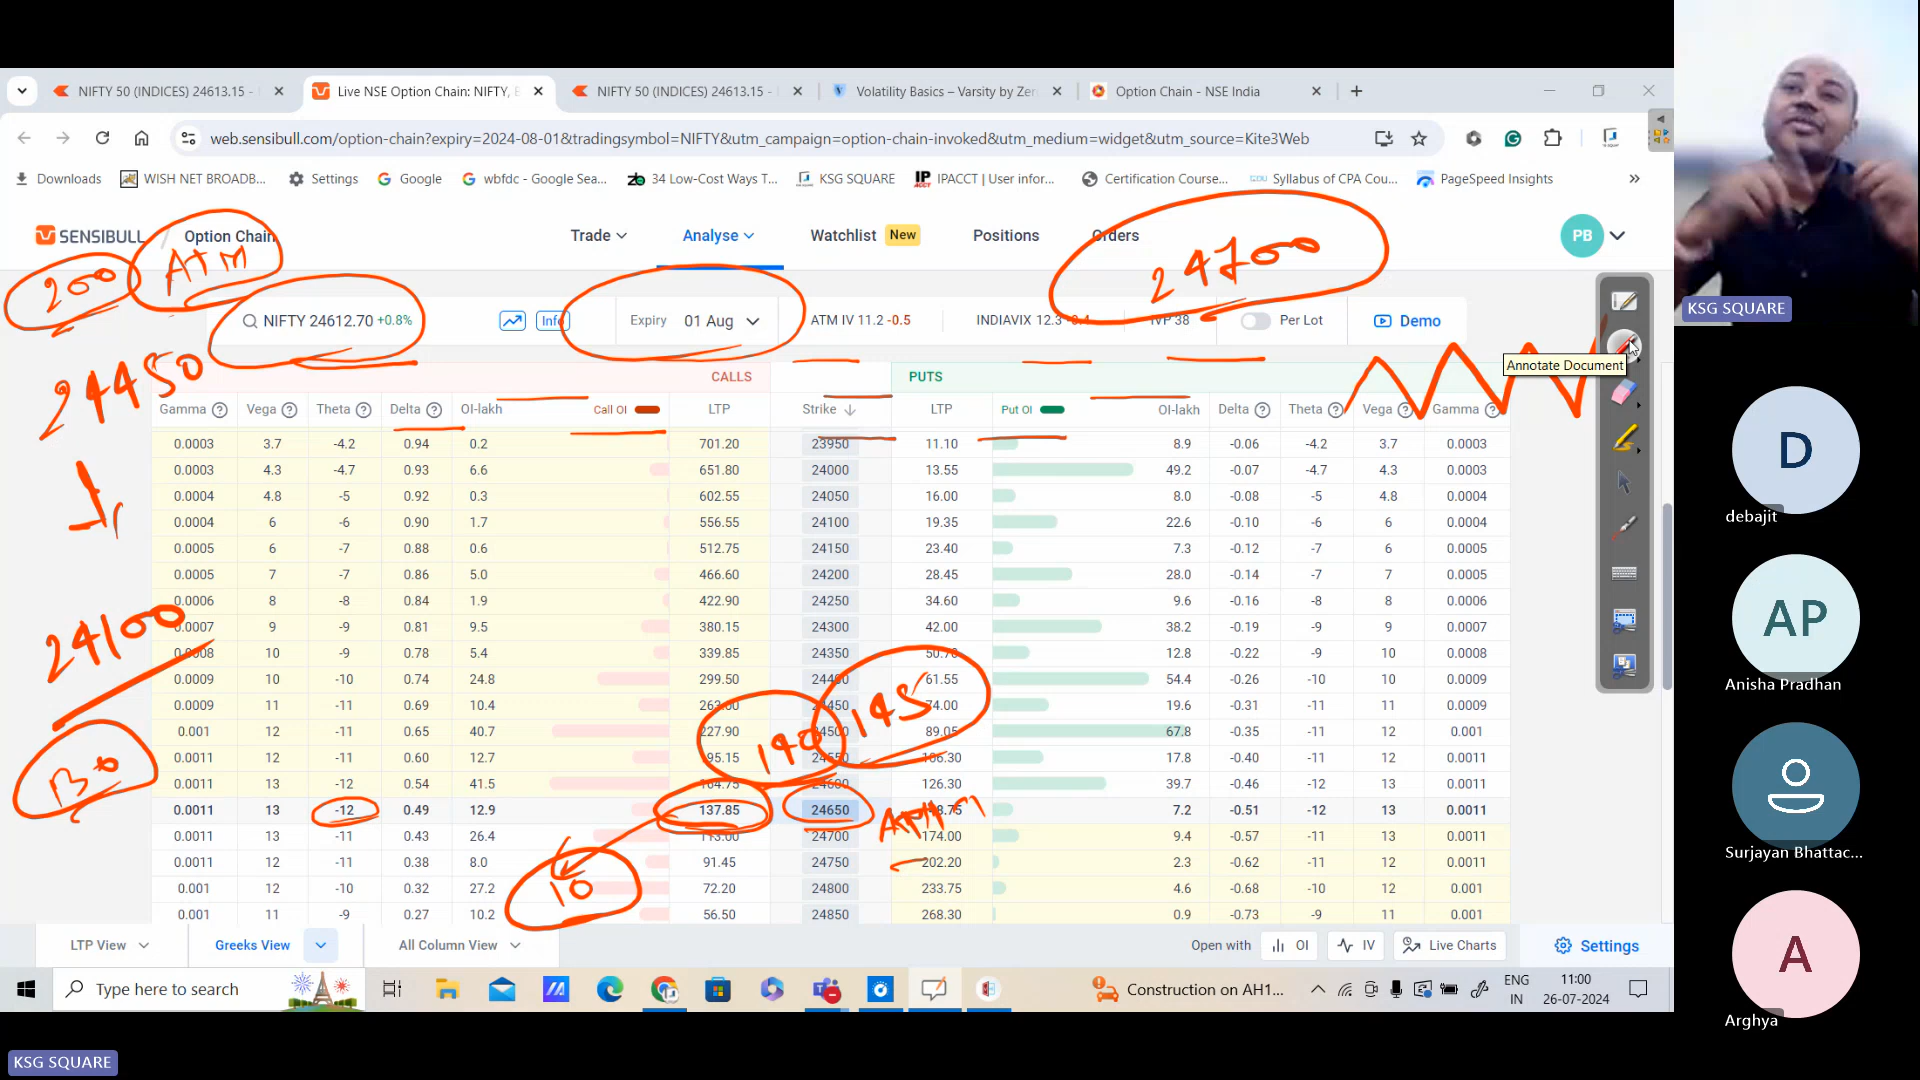 NIFTY 50 (INDICES) 24613.15 -
Live NSE Option Chain: NIFTY, B
NIFTY 50 (INDICES) 24613.15 -
Volatility Basics – Varsity by Zer
Option Chain - NSE India
web.sensibull.com/option-chain?expiry=2024-08-01&tradingsymbol=NIFTY&utm_campaign=option-chain-invoked&utm_medium=widget&utm_source=Kite3Web
Downloads WISH NET BROADB... Settings Google wbfdc - Google Sea... 34 Low-Cost Ways T... KSG SQUARE IPACCT | User infor... Certification Course... Syllabus of CPA Cou... PageSpeed Insights »
SENSIBULL / Option Chain Trade Analyse Watchlist New Positions Orders PB
200 ATM 24700
NIFTY 24612.70 +0.8% Info Expiry 01 Aug ATM IV 11.2 -0.5 INDIAVIX 12.3 -0.4 IVP 38 Per Lot Demo
Annotate Document
24450
CALLS PUTS
Gamma Vega Theta Delta OI-lakh Call OI LTP Strike LTP Put OI OI-lakh Delta Theta Vega Gamma
0.0003 3.7 -4.2 0.94 0.2 701.20 23950 11.10 8.9 -0.06 -4.2 3.7 0.0003
0.0003 4.3 -4.7 0.93 6.6 651.80 24000 13.55 49.2 -0.07 -4.7 4.3 0.0003
0.0004 4.8 -5 0.92 0.3 602.55 24050 16.00 8.0 -0.08 -5 4.8 0.0004
0.0004 6 -6 0.90 1.7 556.55 24100 19.35 22.6 -0.10 -6 6 0.0004
0.0005 6 -7 0.88 0.6 512.75 24150 23.40 7.3 -0.12 -7 6 0.0005
0.0005 7 -7 0.86 5.0 466.60 24200 28.45 28.0 -0.14 -7 7 0.0005
0.0006 8 -8 0.84 1.9 422.90 24250 34.60 9.6 -0.16 -8 8 0.0006
24100
0.0007 9 -9 0.81 9.5 380.15 24300 42.00 38.2 -0.19 -9 9 0.0007
0.0008 10 -9 0.78 5.4 339.85 24350 50.70 12.8 -0.22 -9 10 0.0008
0.0009 10 -10 0.74 24.8 299.50 24400 61.55 54.4 -0.26 -10 10 0.0009
0.0009 11 -11 0.69 10.4 24450 74.00 19.6 -0.31 -11 11 0.0009
145
0.001 12 -11 0.65 40.7 227.90 24500 89.05 67.8 -0.35 -11 12 0.001
140
0.0011 12 -11 0.60 12.7 17.8 -0.40 -11 12 0.0011
0.0011 13 -12 0.54 41.5 24600 126.30 39.7 -0.46 -12 13 0.0011
0.0011 13 -12 0.49 12.9 137.85 24650 7.2 -0.51 -12 13 0.0011
0.0011 13 -11 0.43 26.4 113.00 24700 174.00 9.4 -0.57 -11 13 0.0011
0.0011 12 -11 0.38 8.0 91.45 24750 202.20 2.3 -0.62 -11 12 0.0011
0.001 12 -10 0.32 27.2 72.20 24800 233.75 4.6 -0.68 -10 12 0.001
10
0.001 11 -9 0.27 10.2 56.50 24850 268.30 0.9 -0.73 -9 11 0.001
LTP View Greeks View All Column View Open with OI IV Live Charts Settings
Type here to search Construction on AH1... ENG IN 11:00 26-07-2024
KSG SQUARE
KSG SQUARE
D
debajit
AP
Anisha Pradhan
Surjayan Bhattac...
A
Arghya